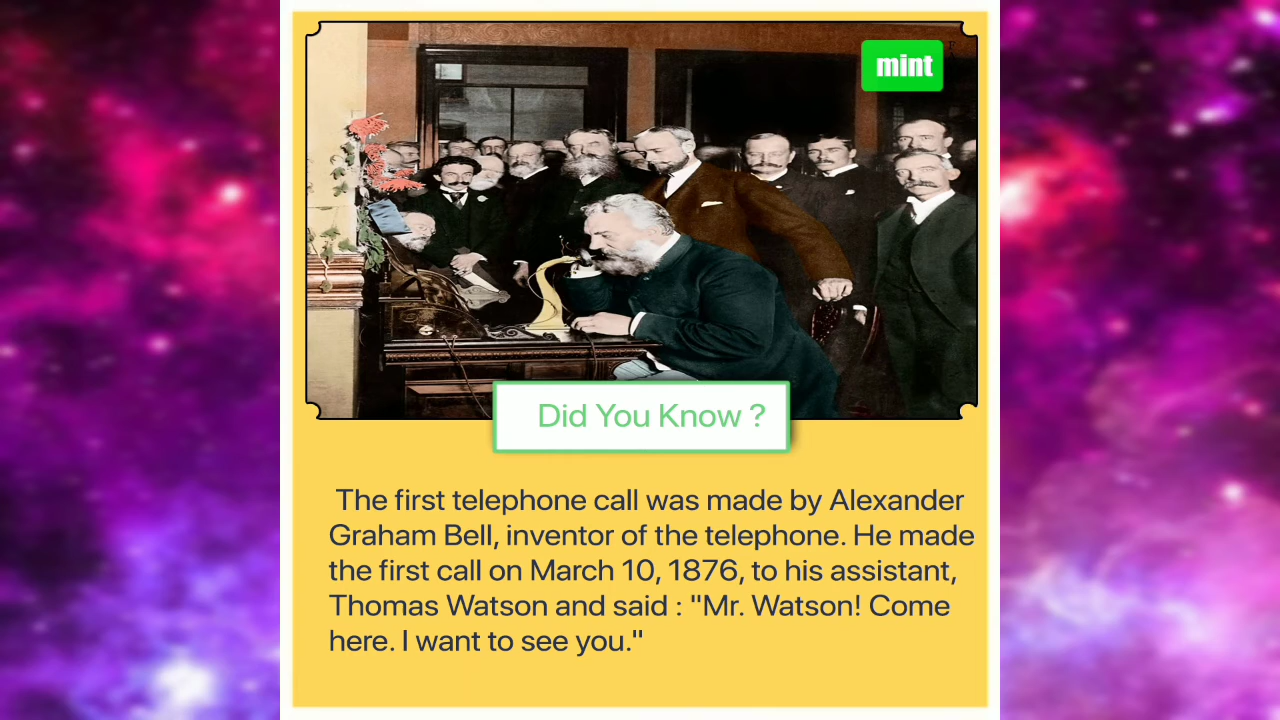 mint
Did You Know ?
The first telephone call was made by Alexander
Graham Bell, inventor of the telephone. He made
the first call on March 10, 1876, to his assistant,
Thomas Watson and said : "Mr. Watson! Come
here. I want to see you."